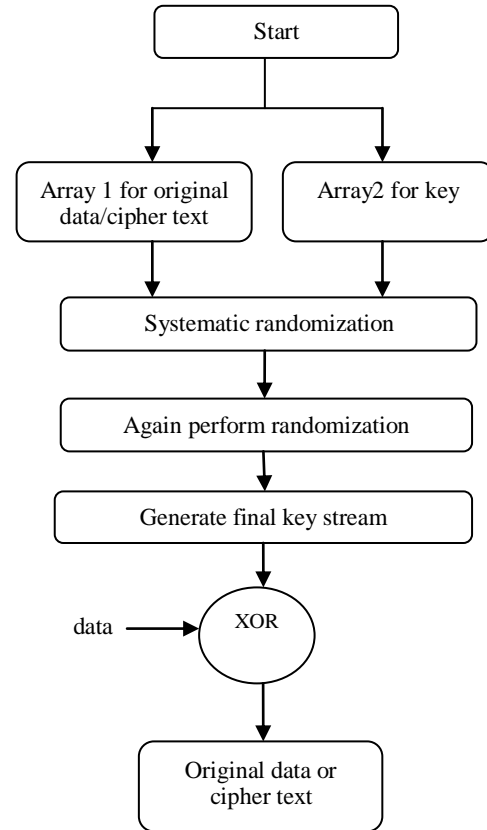 Start
Array 1 for original
data/cipher text
Array2 for key
Systematic randomization
Again perform randomization
Generate final key stream
XOR
data
Original data or
cipher text